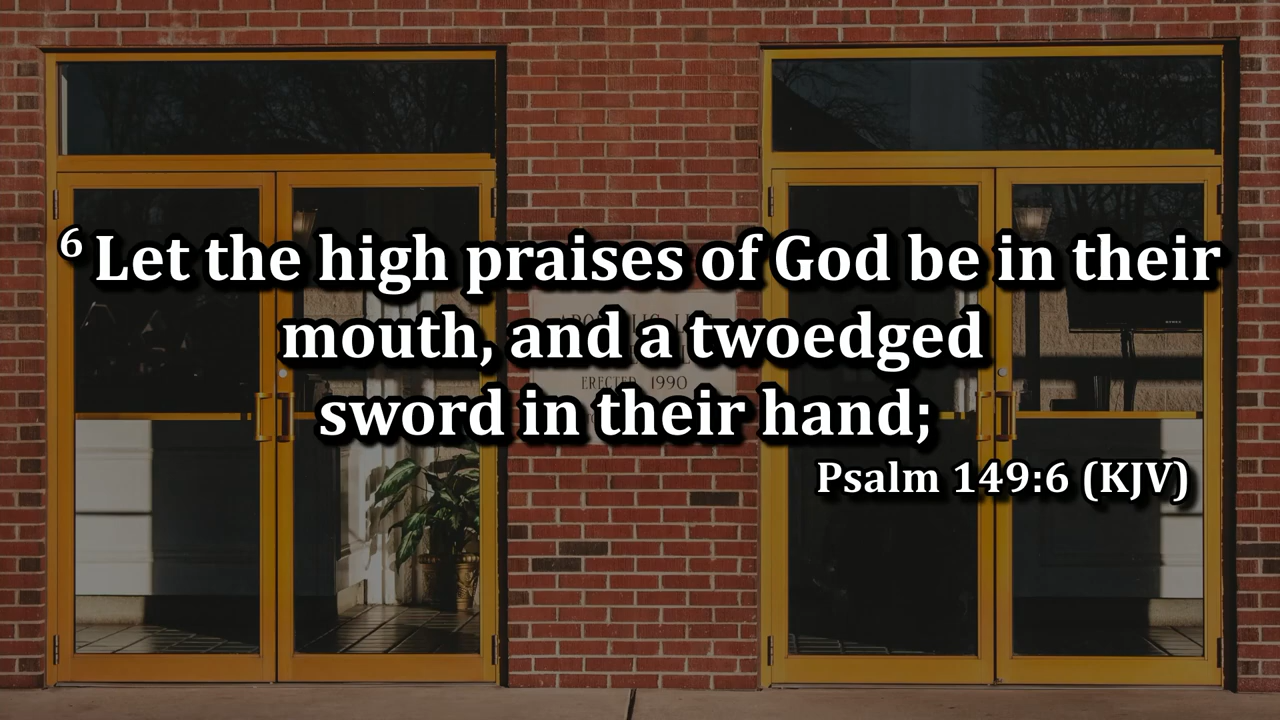 6 Let the high praises of God be in their
mouth, and a twoedged
sword in their hand;
Psalm 149:6 (KJV)
ERECTED 1990